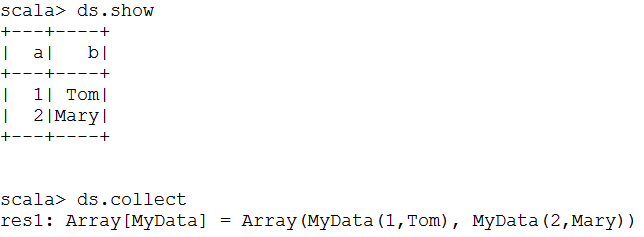 scala> ds.show
+---+----+
|  a|   b|
+---+----+
|  1| Tom|
|  2|Mary|
+---+----+
scala> ds.collect
res1: Array[MyData] = Array(MyData(1,Tom), MyData(2,Mary))